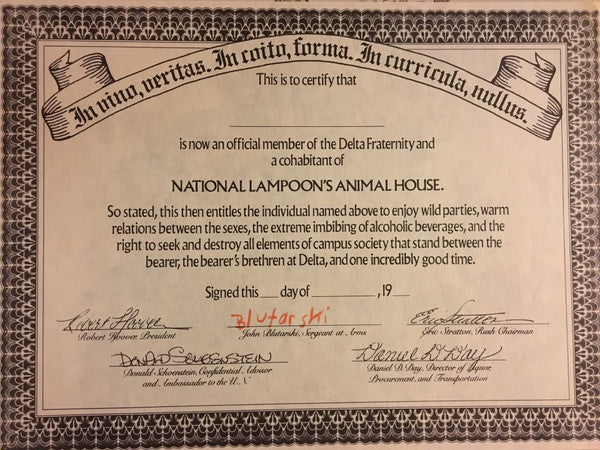 In vino, veritas. In coito, forma. In curricula, nullus.
This is to certify that
is now an official member of the Delta Fraternity and
a cohabitant of
NATIONAL LAMPOON'S ANIMAL HOUSE.
So stated, this then entitles the individual named above to enjoy wild parties, warm
relations between the sexes, the extreme imbibing of alcoholic beverages, and the
right to seek and destroy all elements of campus society that stand between the
bearer, the bearer's brethren at Delta, and one incredibly good time.
Signed this day of , 19
Robert Hoover Blutarski Eric Stratton
Robert Hoover, President John Blutarski, Sergeant at Arms Eric Stratton, Rush Chairman
Donald Schoenstein Daniel D. Day
Donald Schoenstein, Confidential Advisor Daniel D. Day, Director of Liquor,
and Ambassador to the U. Procurement, and Transportation